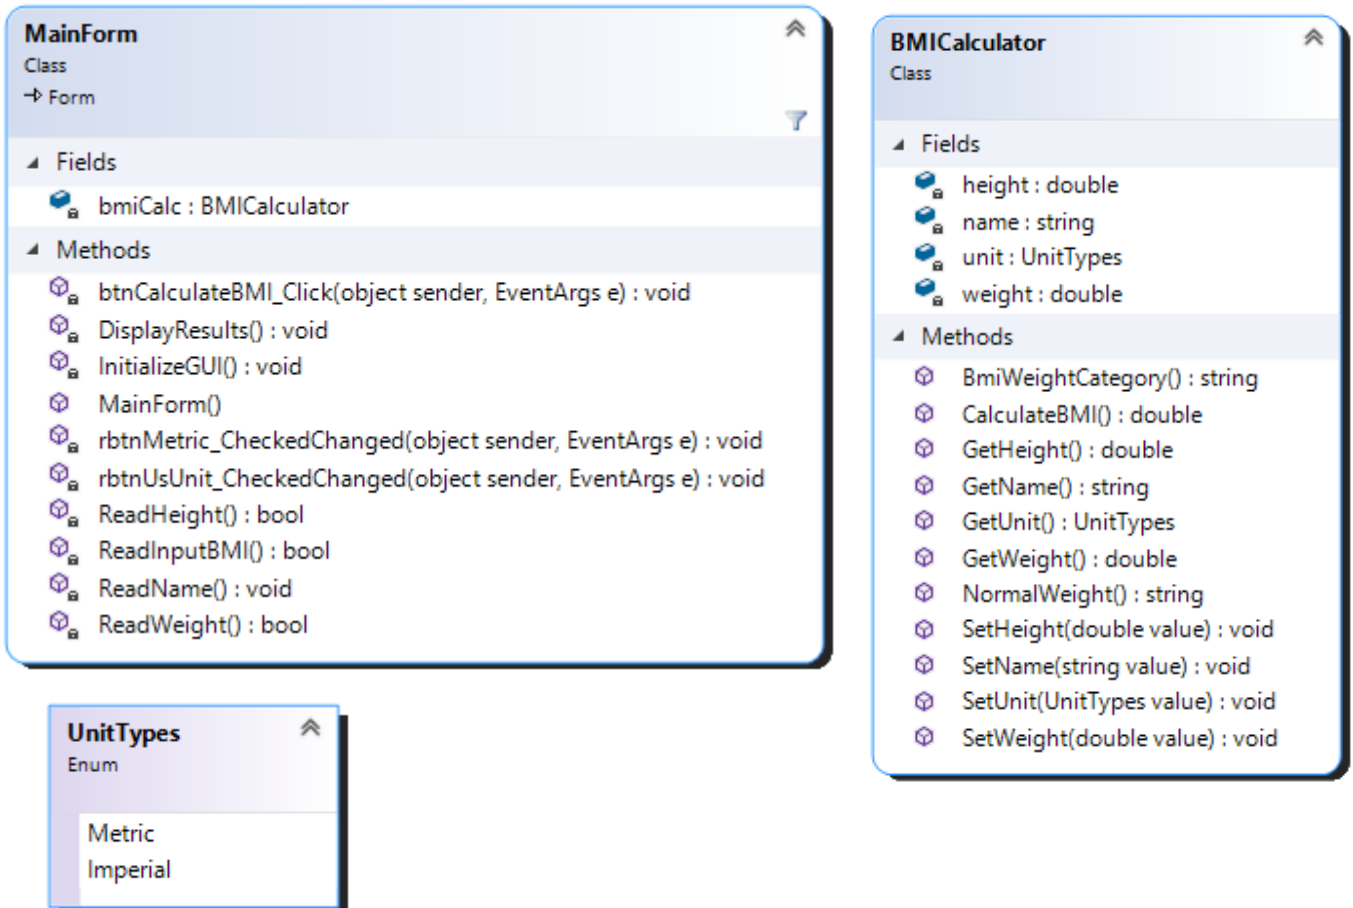 MainForm
Class
Form
Fields
bmiCalc : BMICalculator
Methods
btnCalculateBMI_Click(object sender, EventArgs e) : void
DisplayResults() : void
InitializeGUI() : void
MainForm()
rbtnMetric_CheckedChanged(object sender, EventArgs e) : void
rbtnUsUnit_CheckedChanged(object sender, EventArgs e) : void
ReadHeight() : bool
ReadInputBMI() : bool
ReadName() : void
ReadWeight() : bool
BMICalculator
Class
Fields
height : double
name : string
unit : UnitTypes
weight : double
Methods
BmiWeightCategory() : string
CalculateBMI() : double
GetHeight() : double
GetName() : string
GetUnit() : UnitTypes
GetWeight() : double
NormalWeight() : string
SetHeight(double value) : void
SetName(string value) : void
SetUnit(UnitTypes value) : void
SetWeight(double value) : void
UnitTypes
Enum
Metric
Imperial